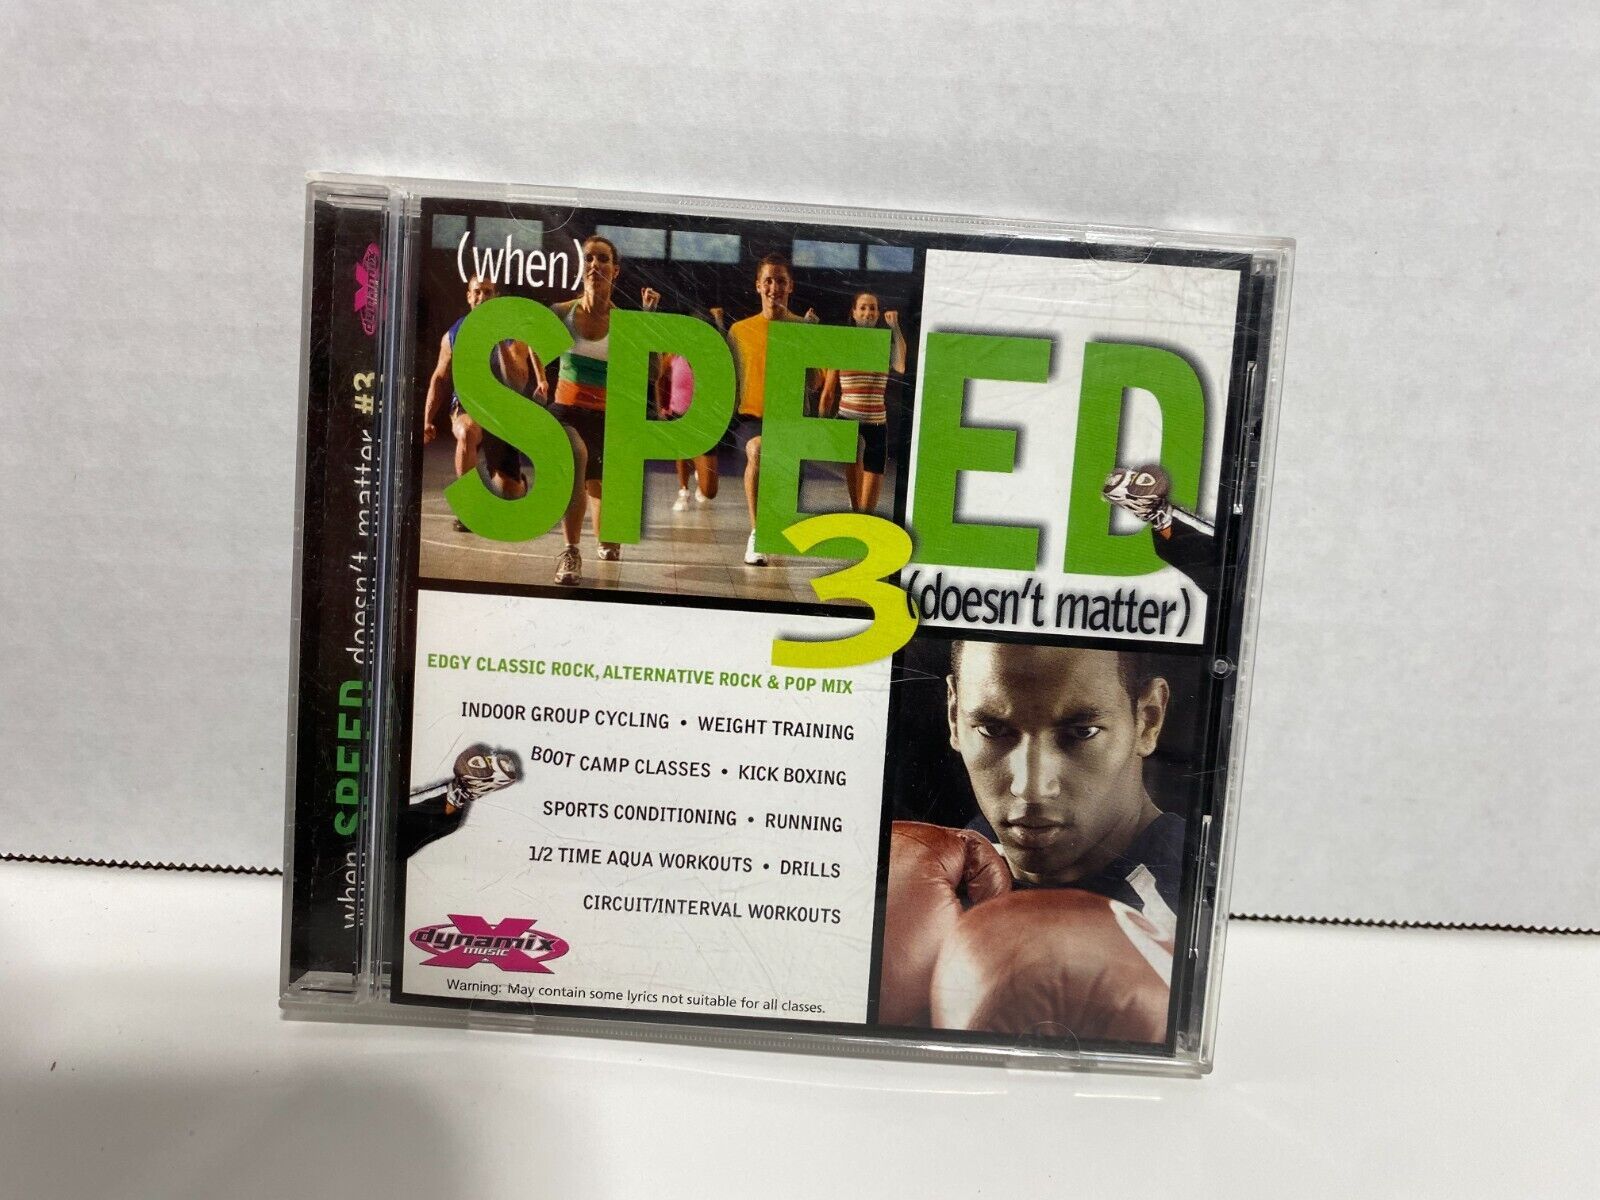 (when)
SPEED
3
(doesn't matter)
EDGY CLASSIC ROCK, ALTERNATIVE ROCK & POP MIX
INDOOR GROUP CYCLING • WEIGHT TRAINING
BOOT CAMP CLASSES • KICK BOXING
SPORTS CONDITIONING • RUNNING
1/2 TIME AQUA WORKOUTS • DRILLS
CIRCUIT/INTERVAL WORKOUTS
dynamix
MUSIC
Warning: May contain some lyrics not suitable for all classes.
when SPEED doesn't matter #3
dynamix